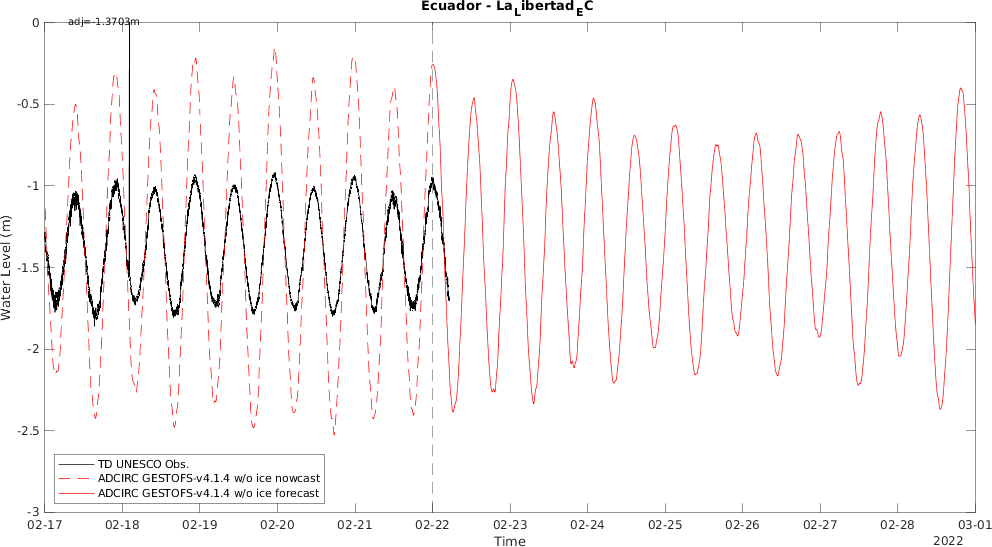 Ecuador - LaLibertadEC
adj=-1.3703m
0
-0.5
-1
-1.5
-2
-2.5
-3
Water Level (m)
TD UNESCO Obs.
ADCIRC GESTOFS-v4.1.4 w/o ice nowcast
ADCIRC GESTOFS-v4.1.4 w/o ice forecast
02-17 02-18 02-19 02-20 02-21 02-22 02-23 02-24 02-25 02-26 02-27 02-28 03-01
Time
2022